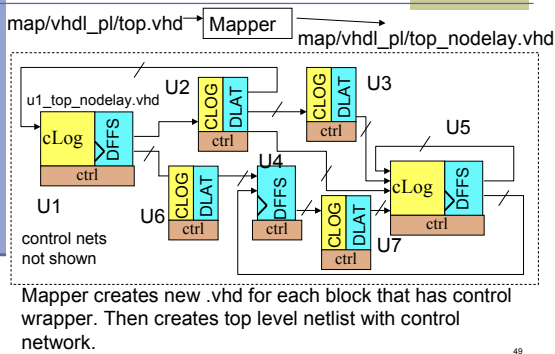 map/vhdl_pl/top.vhd
Mapper
map/vhdl_pl/top_nodelay.vhd
u1_top_nodelay.vhd
cLog
DFFS
ctrl
U1
U2
CLOG
DLAT
ctrl
U3
CLOG
DLAT
ctrl
U4
DFFS
ctrl
U5
cLog
DFFS
ctrl
U6
CLOG
DLAT
ctrl
U7
CLOG
DLAT
ctrl
control nets
not shown
Mapper creates new .vhd for each block that has control
wrapper. Then creates top level netlist with control
network.
49